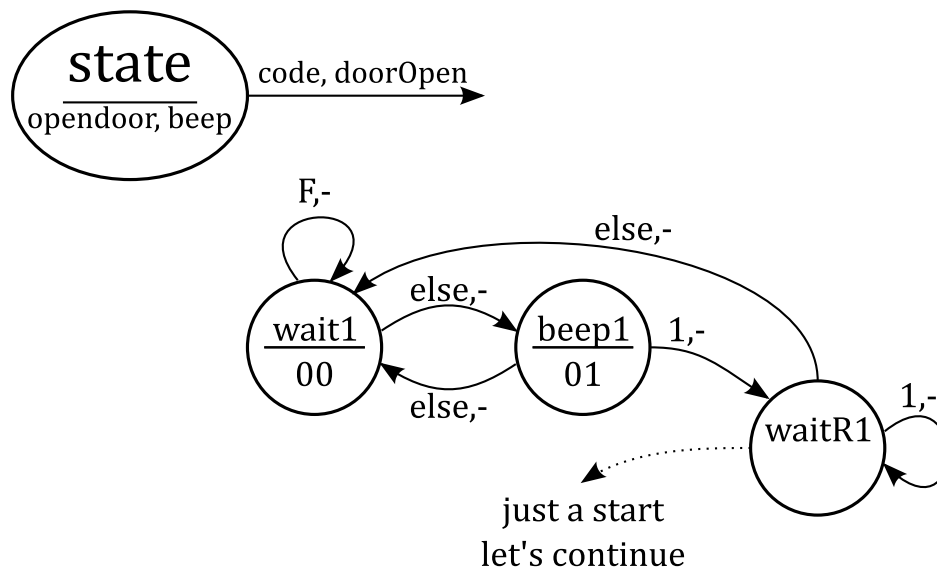 state
opendoor, beep
code, doorOpen
F,-
else,-
else,-
wait1
00
beep1
01
1,-
else,-
waitR1
1,-
just a start
let's continue